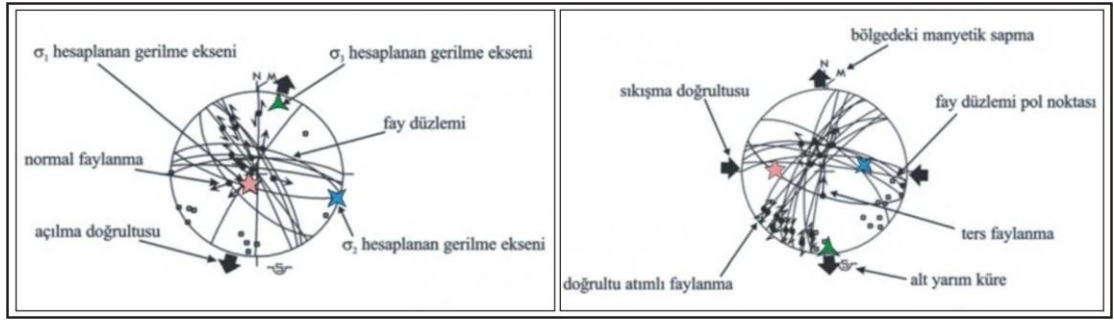 σ₁ hesaplanan gerilme ekseni
σ₃ hesaplanan gerilme ekseni
N M
fay düzlemi
normal faylanma
açılma doğrultusu
σ₂ hesaplanan gerilme ekseni
S
bölgedeki manyetik sapma
N M
sıkışma doğrultusu
fay düzlemi pol noktası
ters faylanma
doğrultu atımlı faylanma
S
alt yarım küre